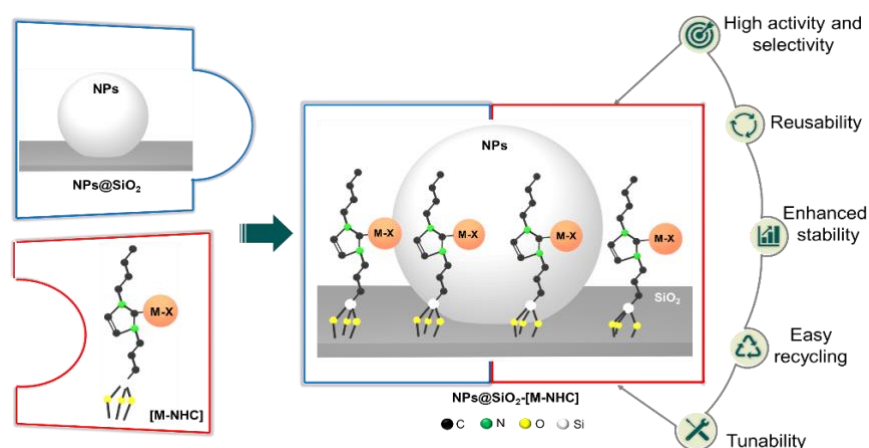 NPs
NPs@SiO₂
M-X
[M-NHC]
NPs
M-X
M-X
M-X
M-X
SiO₂
NPs@SiO₂-[M-NHC]
C N O Si
High activity and
selectivity
Reusability
Enhanced
stability
Easy
recycling
Tunability